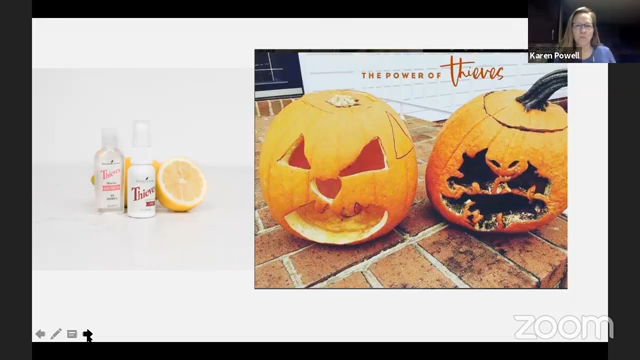 Karen Powell
THE POWER OF thieves
Thieves
Thieves
zoom